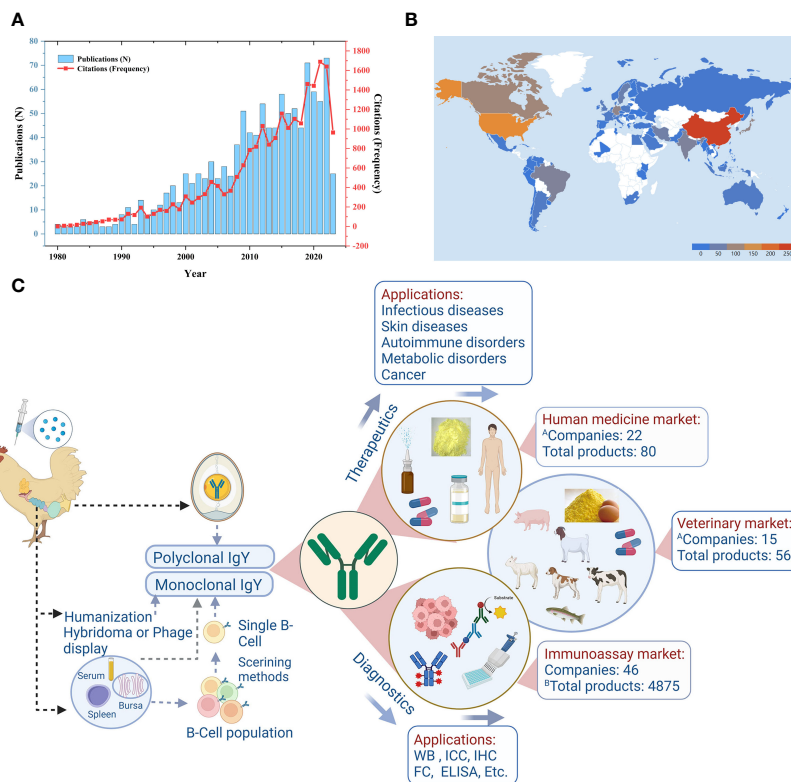 A
Publications (N)
Citations (Frequency)
Publications (N)
80
70
60
50
40
30
20
10
0
1980
1990
2000
2010
2020
Year
1800
1600
1400
1200
1000
800
600
400
200
0
-200
Citations (Frequency)
B
0 50 100 150 200 250
C
Applications:
Infectious diseases
Skin diseases
Autoimmune disorders
Metabolic disorders
Cancer
Therapeutics
Human medicine market:
ACompanies: 22
Total products: 80
Veterinary market:
ACompanies: 15
Total products: 56
Polyclonal IgY
Monoclonal IgY
Humanization
Hybridoma or Phage
display
Single B-
Cell
Scerining
methods
Serum
Spleen
Bursa
B-Cell population
Substrate
Diagnostics
Immunoassay market:
Companies: 46
BTotal products: 4875
Applications:
WB , ICC, IHC
FC, ELISA, Etc.